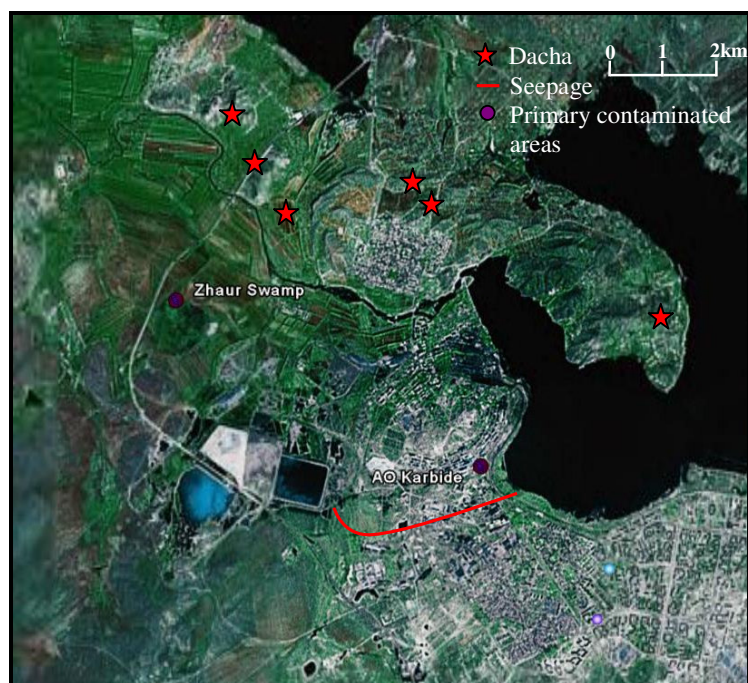 Dacha
0 1 2km
Seepage
Primary contaminated
areas
Zhaur Swamp
AO Karbide